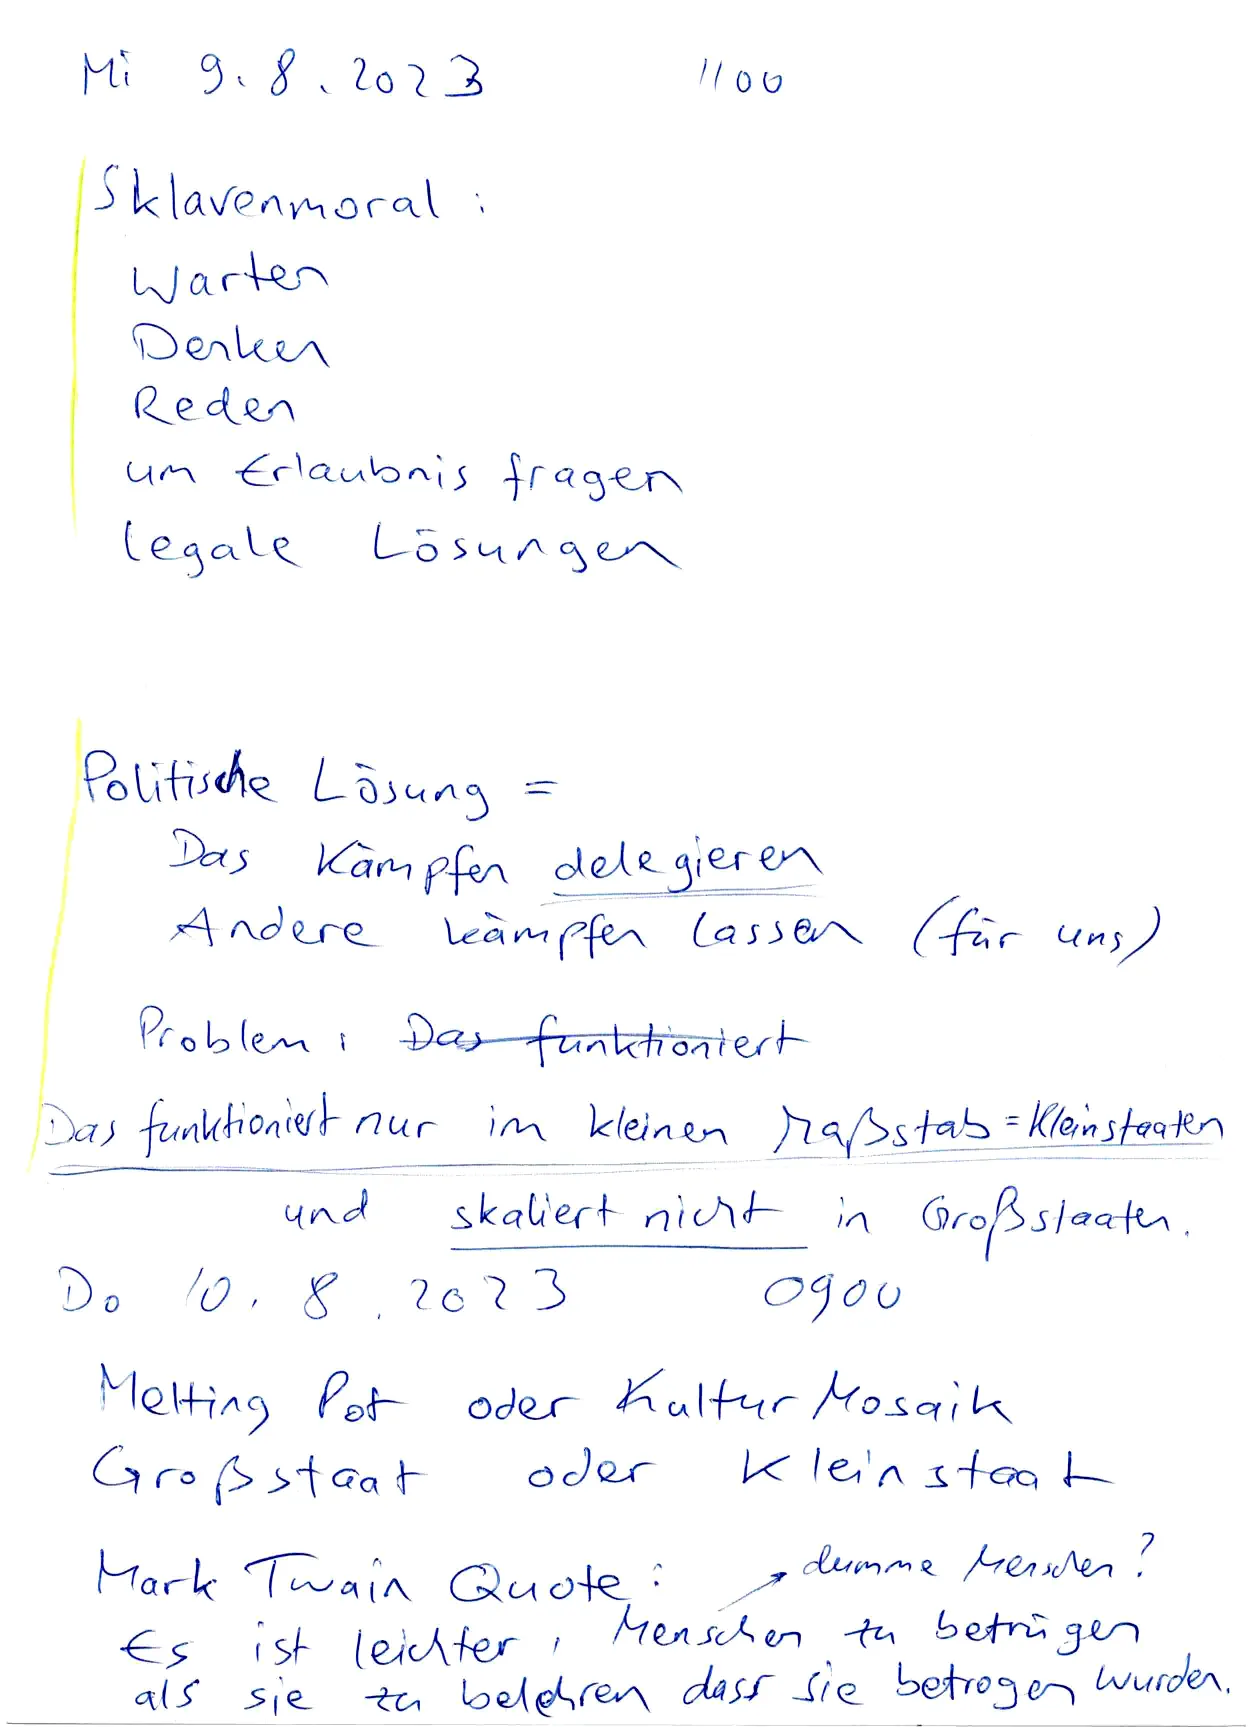 Mi 9.8.2023 1100
Sklavenmoral:
Warten
Denken
Reden
um Erlaubnis fragen
legale Lösungen
Politische Lösung =
Das Kämpfen delegieren
Andere kämpfen lassen (für uns)
Problem: Das funktioniert
Das funktioniert nur im kleinen Maßstab = Kleinstaaten
und skaliert nicht in Großstaaten.
Do 10.8.2023 0900
Melting Pot oder Kultur Mosaik
Großstaat oder Kleinstaat
Mark Twain Quote: → dumme Menschen?
Es ist leichter, Menschen zu betrügen
als sie zu belehren dass sie betrogen wurden.